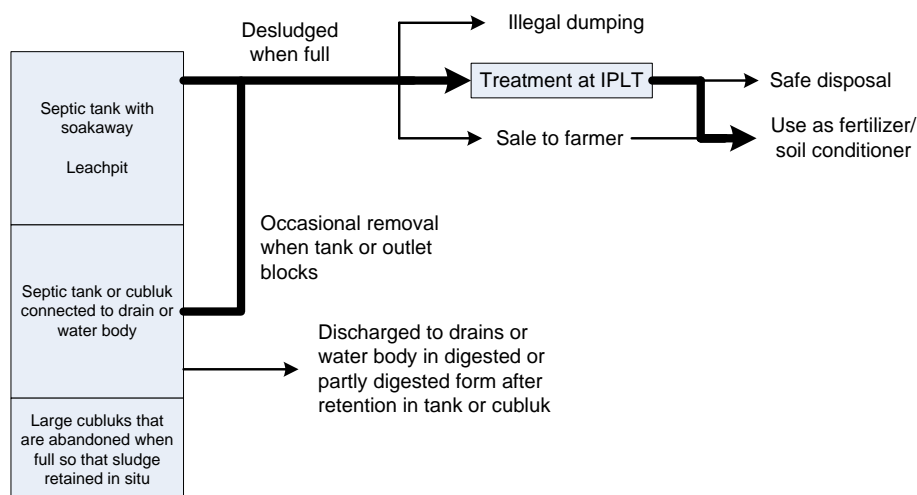 Septic tank with
soakaway
Leachpit
Septic tank or cubluk
connected to drain or
water body
Large cubluks that
are abandoned when
full so that sludge
retained in situ
Desludged
when full
Occasional removal
when tank or outlet
blocks
Discharged to drains or
water body in digested or
partly digested form after
retention in tank or cubluk
Illegal dumping
Treatment at IPLT
Sale to farmer
Safe disposal
Use as fertilizer/
soil conditioner